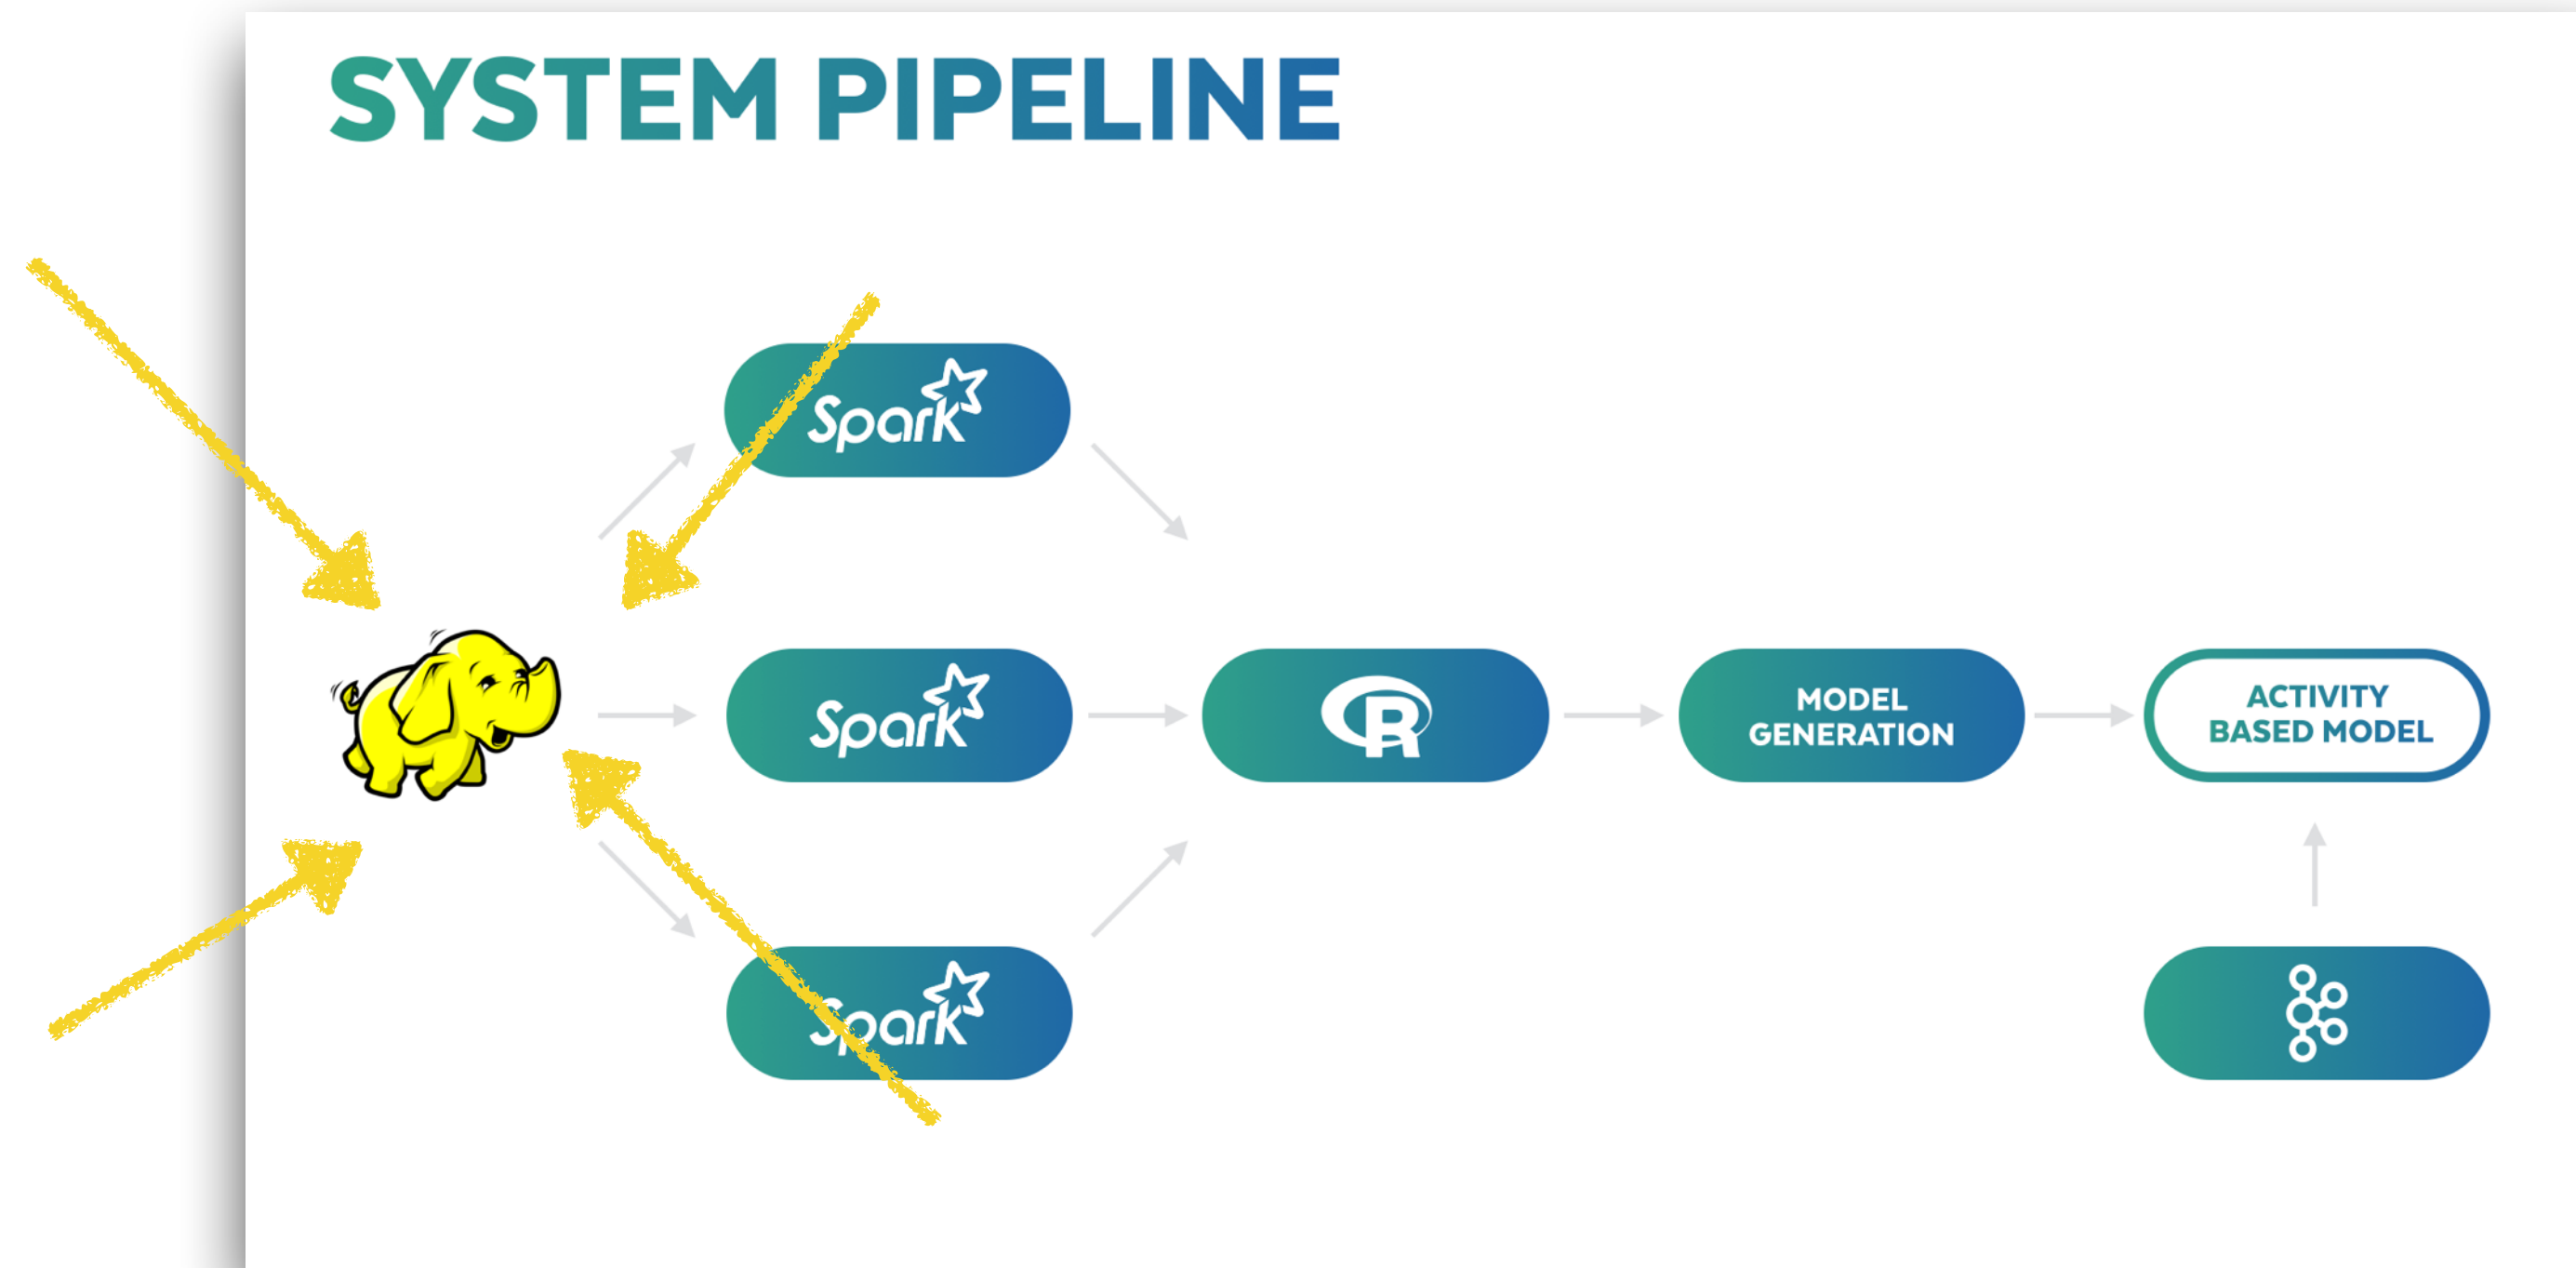 SYSTEM PIPELINE
Spark
Spark
R
MODEL
GENERATION
ACTIVITY
BASED MODEL
Spark